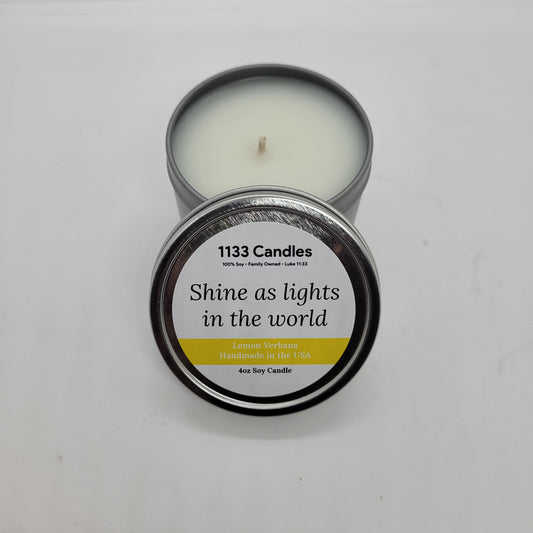 1133 Candles
100% Soy • Family Owned • Luke 11:33
Shine as lights
in the world
Lemon Verbana
Handmade in the USA
4oz Soy Candle